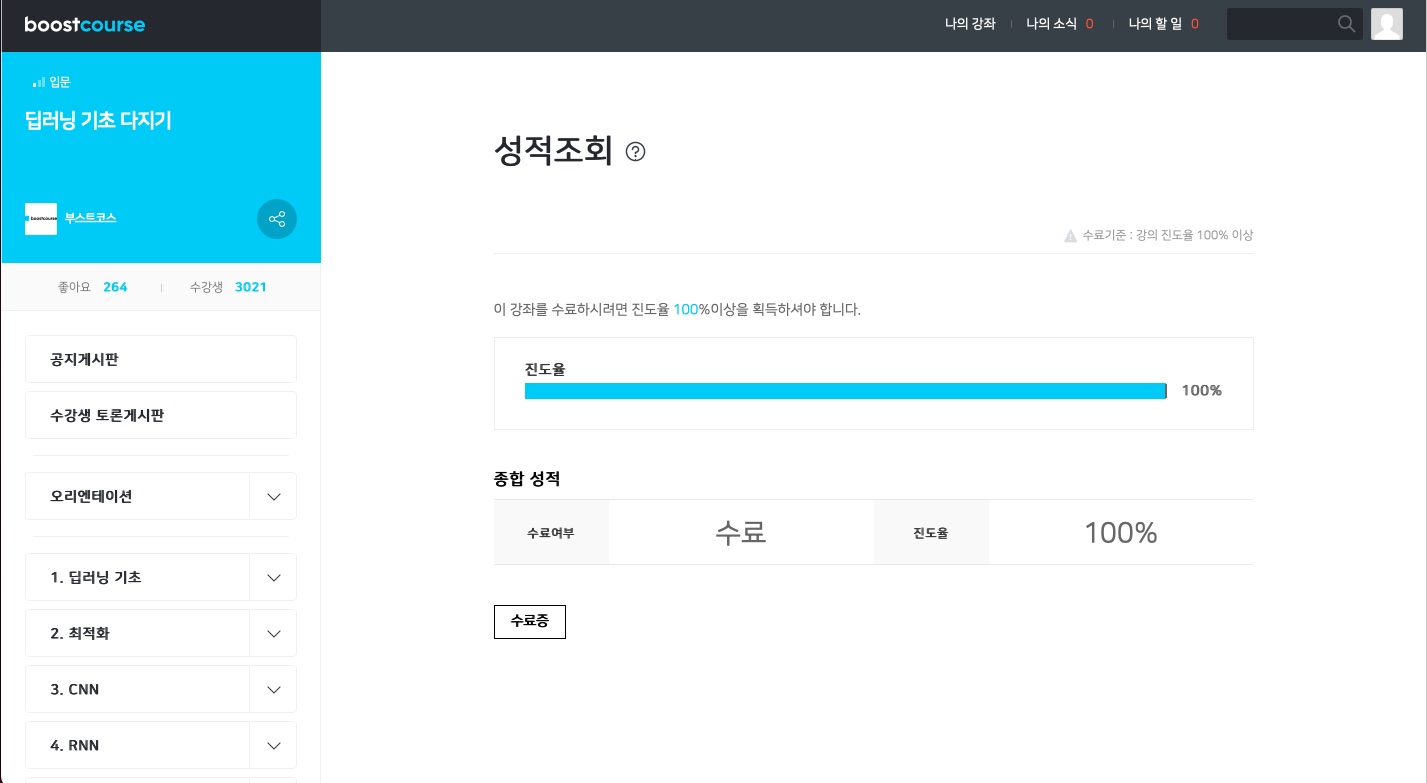 boostcourse
나의 강좌
나의 소식 0
나의 할 일 0
입문
딥러닝 기초 다지기
boostcourse
부스트코스
좋아요 264
수강생 3021
공지게시판
수강생 토론게시판
오리엔테이션
1. 딥러닝 기초
2. 최적화
3. CNN
4. RNN
성적조회 ?
수료기준 : 강의 진도율 100% 이상
이 강좌를 수료하시려면 진도율 100%이상을 획득하셔야 합니다.
진도율
100%
종합 성적
수료여부 수료 진도율 100%
수료증